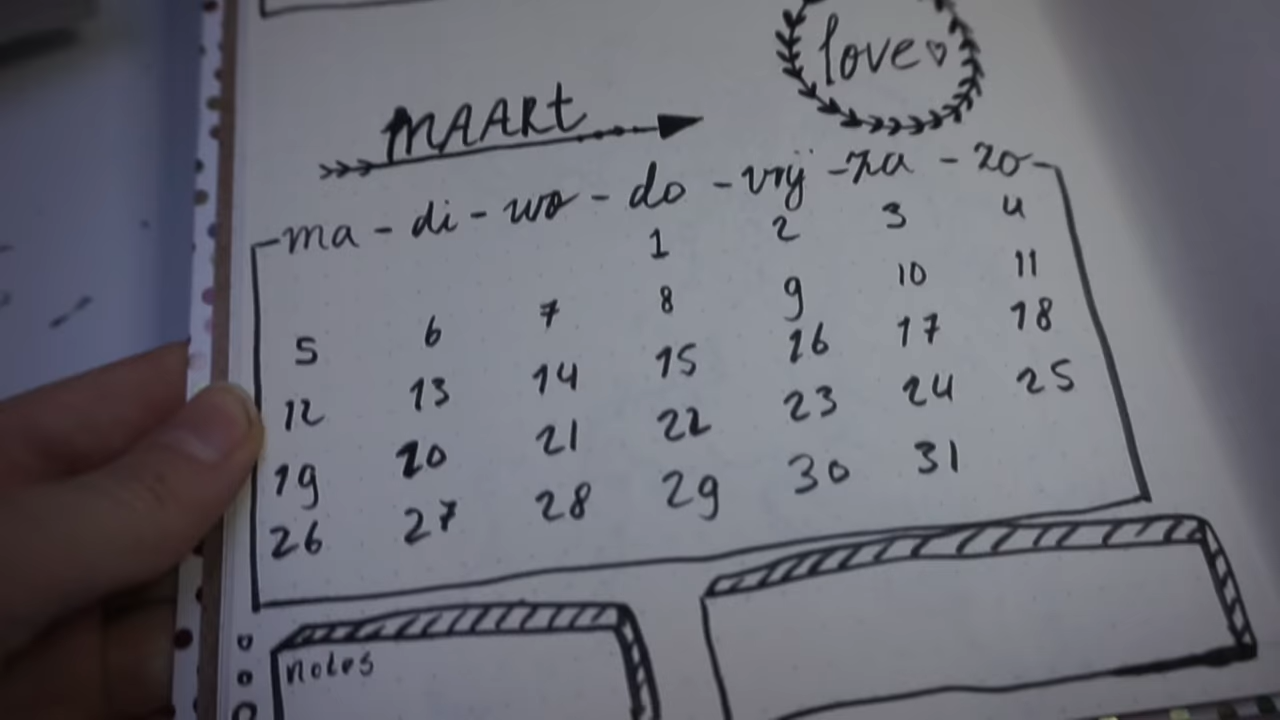 love
MAARt
ma - di - wo - do - vrij - za - zo
1 2 3 4
5 6 7 8 9 10 11
12 13 14 15 16 17 18
19 20 21 22 23 24 25
26 27 28 29 30 31
notes